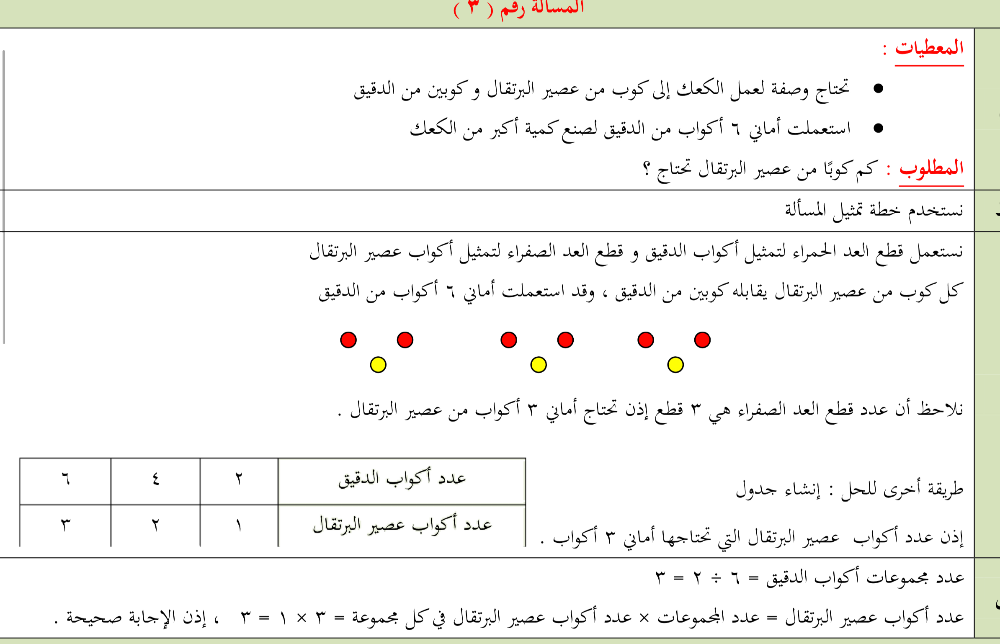 المسألة رقم ( ٣ )
المعطيات :
● تحتاج وصفة لعمل الكعك إلى كوب من عصير البرتقال و كوبين من الدقيق
● استعملت أماني ٦ أكواب من الدقيق لصنع كمية أكبر من الكعك
المطلوب : كم كوبًا من عصير البرتقال تحتاج ؟
نستخدم خطة تمثيل المسألة
نستعمل قطع العد الحمراء لتمثيل أكواب الدقيق و قطع العد الصفراء لتمثيل أكواب عصير البرتقال
كل كوب من عصير البرتقال يقابله كوبين من الدقيق ، وقد استعملت أماني ٦ أكواب من الدقيق
نلاحظ أن عدد قطع العد الصفراء هي ٣ قطع إذن تحتاج أماني ٣ أكواب من عصير البرتقال .
طريقة أخرى للحل : إنشاء جدول
عدد أكواب الدقيق ٢ ٤ ٦
عدد أكواب عصير البرتقال ١ ٢ ٣
إذن عدد أكواب عصير البرتقال التي تحتاجها أماني ٣ أكواب .
عدد مجموعات أكواب الدقيق = ٦ ÷ ٢ = ٣
عدد أكواب عصير البرتقال = عدد المجموعات × عدد أكواب عصير البرتقال في كل مجموعة = ٣ × ١ = ٣ ، إذن الإجابة صحيحة .